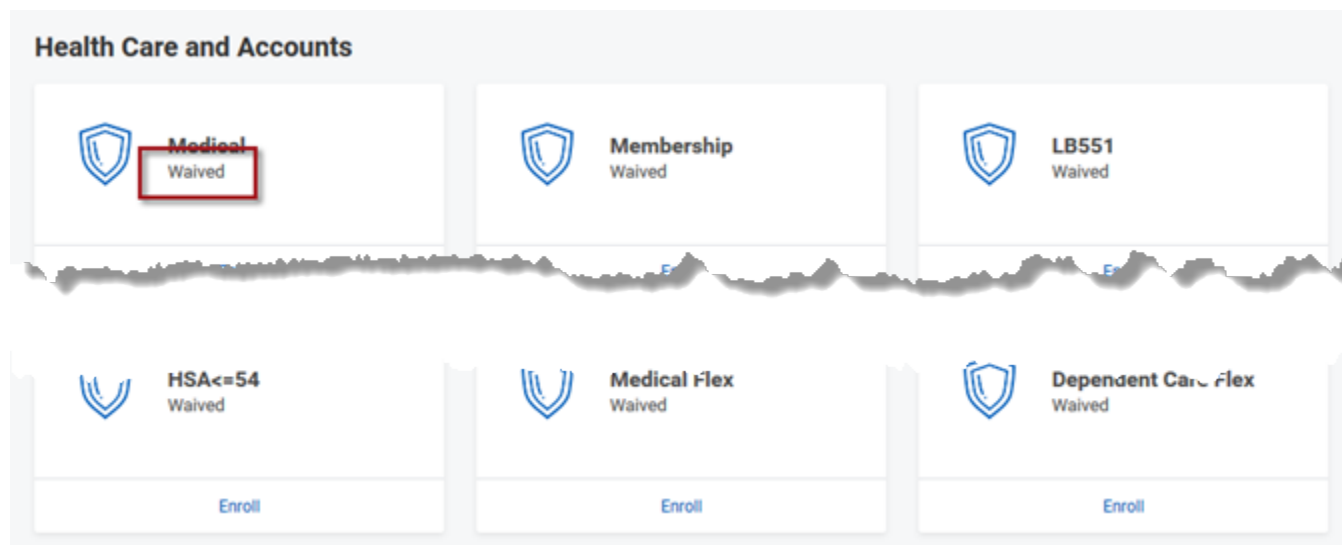 Health Care and Accounts
Medical
Waived
Membership
Waived
LB551
Waived
HSA<=54
Waived
Medical Flex
Waived
Dependent Care Flex
Waived
Enroll
Enroll
Enroll